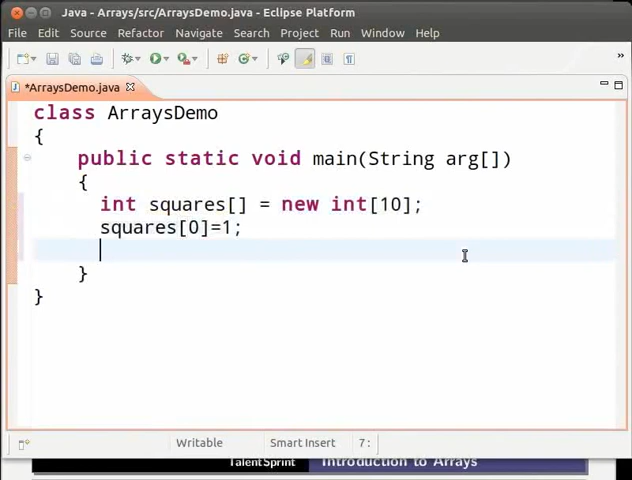 Java - Arrays/src/ArraysDemo.java - Eclipse Platform
File Edit Source Refactor Navigate Search Project Run Window Help
»
*ArraysDemo.java
class ArraysDemo
{
public static void main(String arg[])
{
int squares[] = new int[10];
squares[0]=1;
}
}
Writable Smart Insert 7:
TalentSprint Introduction to Arrays